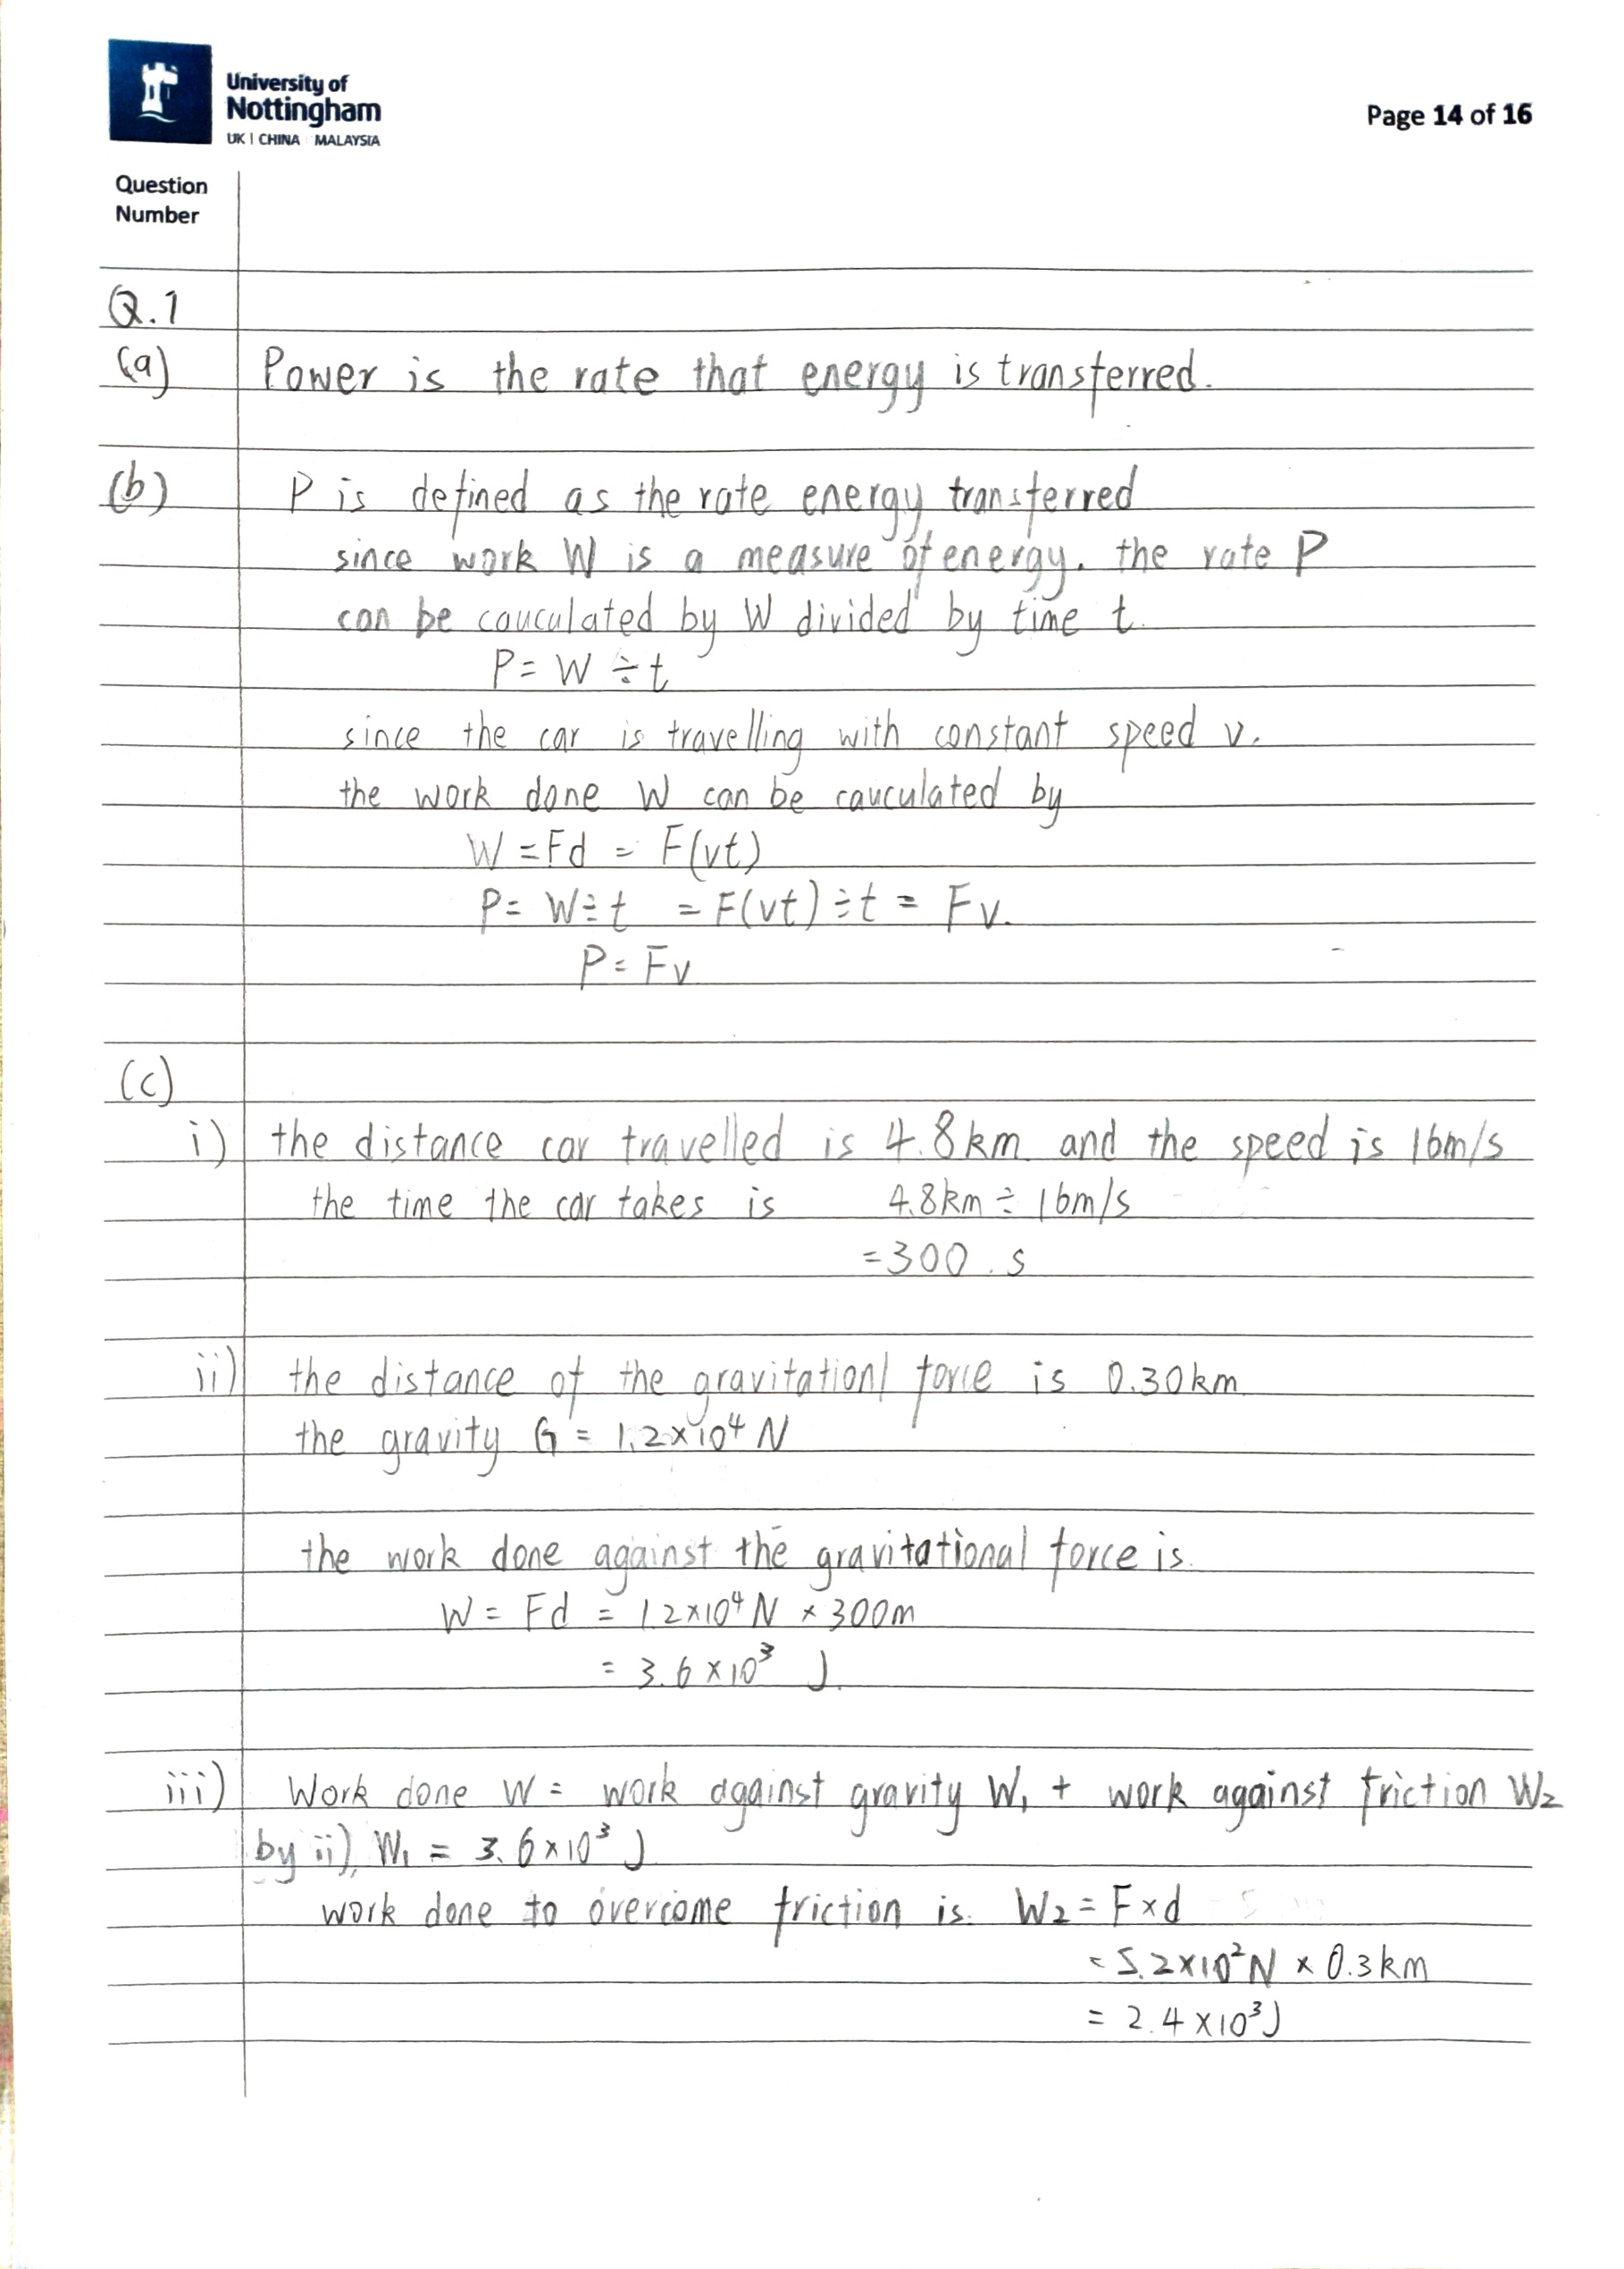 University of
Nottingham
UK | CHINA MALAYSIA
Page 14 of 16
Question
Number
Q.1
(a) Power is the rate that energy is transferred.
(b) P is defined as the rate energy transferred
since work W is a measure of energy. the rate P
can be cauculated by W divided by time t.
P = W ÷ t
since the car is travelling with constant speed v.
the work done W can be cauculated by
W = Fd = F(vt)
P = W ÷ t = F(vt) ÷ t = Fv.
P = Fv
(c)
i) the distance car travelled is 4.8km and the speed is 16m/s
the time the car takes is 4.8km ÷ 16m/s
= 300 . s
ii) the distance of the gravitationl force is 0.30km
the gravity G = 1.2×10⁴ N
the work done against the gravitational force is.
W = Fd = 1.2×10⁴ N × 300m
= 3.6 × 10³ J.
iii) Work done W = work against gravity W₁ + work against friction W₂
by ii), W₁ = 3.6×10³ J
work done to overcome friction is. W₂ = F×d
= 5.2×10² N × 0.3km
= 2.4 ×10³ J